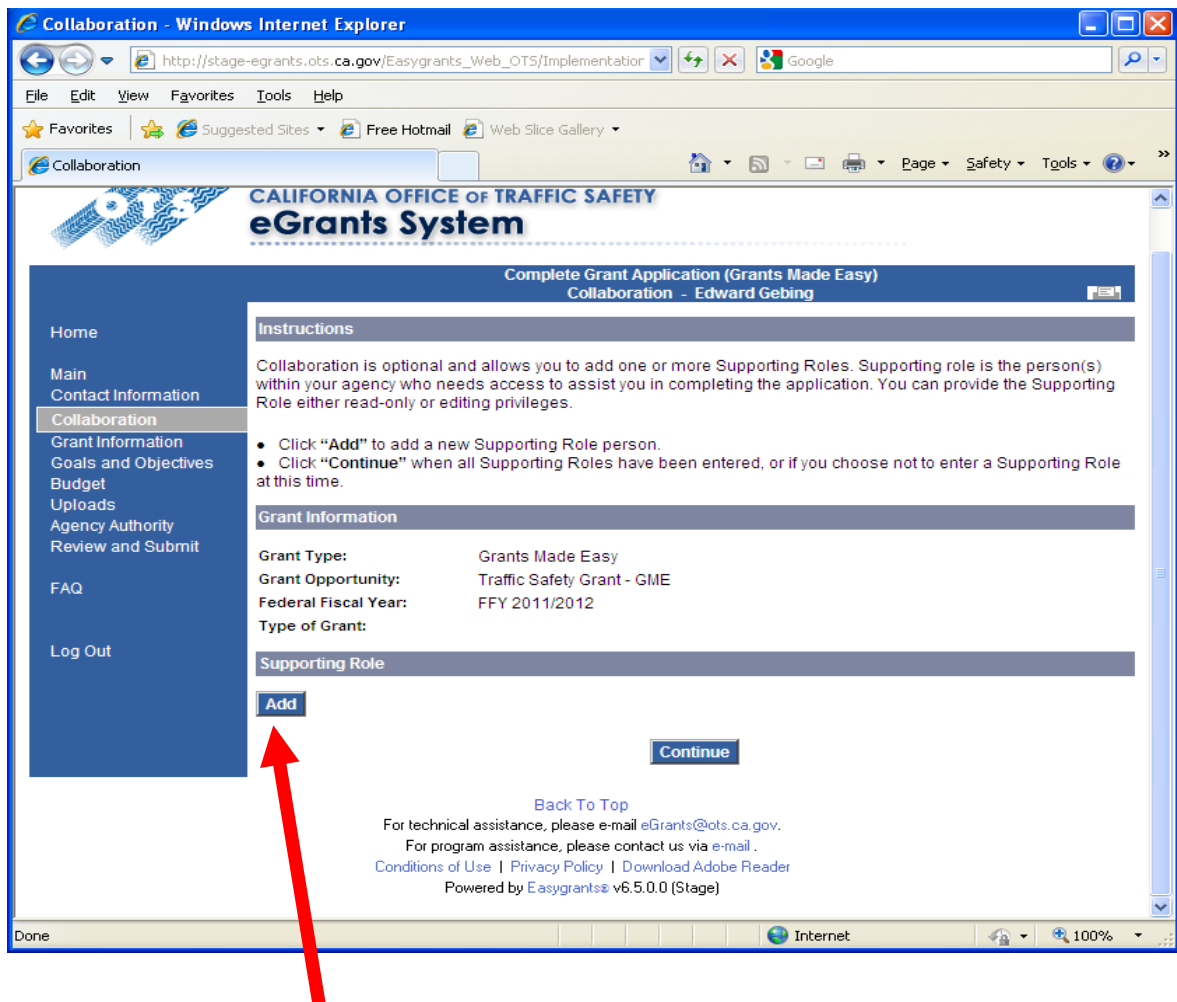 Collaboration - Windows Internet Explorer
http://stage-egrants.ots.ca.gov/Easygrants_Web_OTS/Implementation
Google
File Edit View Favorites Tools Help
Favorites Suggested Sites Free Hotmail Web Slice Gallery
Collaboration Page Safety Tools »
OTS
CALIFORNIA OFFICE OF TRAFFIC SAFETY
eGrants System
Complete Grant Application (Grants Made Easy)
Collaboration - Edward Gebing
Home
Main
Contact Information
Collaboration
Grant Information
Goals and Objectives
Budget
Uploads
Agency Authority
Review and Submit
FAQ
Log Out
Instructions
Collaboration is optional and allows you to add one or more Supporting Roles. Supporting role is the person(s)
within your agency who needs access to assist you in completing the application. You can provide the Supporting
Role either read-only or editing privileges.
• Click “Add” to add a new Supporting Role person.
• Click “Continue” when all Supporting Roles have been entered, or if you choose not to enter a Supporting Role
at this time.
Grant Information
Grant Type: Grants Made Easy
Grant Opportunity: Traffic Safety Grant - GME
Federal Fiscal Year: FFY 2011/2012
Type of Grant:
Supporting Role
Add
Continue
Back To Top
For technical assistance, please e-mail eGrants@ots.ca.gov.
For program assistance, please contact us via e-mail .
Conditions of Use | Privacy Policy | Download Adobe Reader
Powered by Easygrants® v6.5.0.0 (Stage)
Done Internet 100%